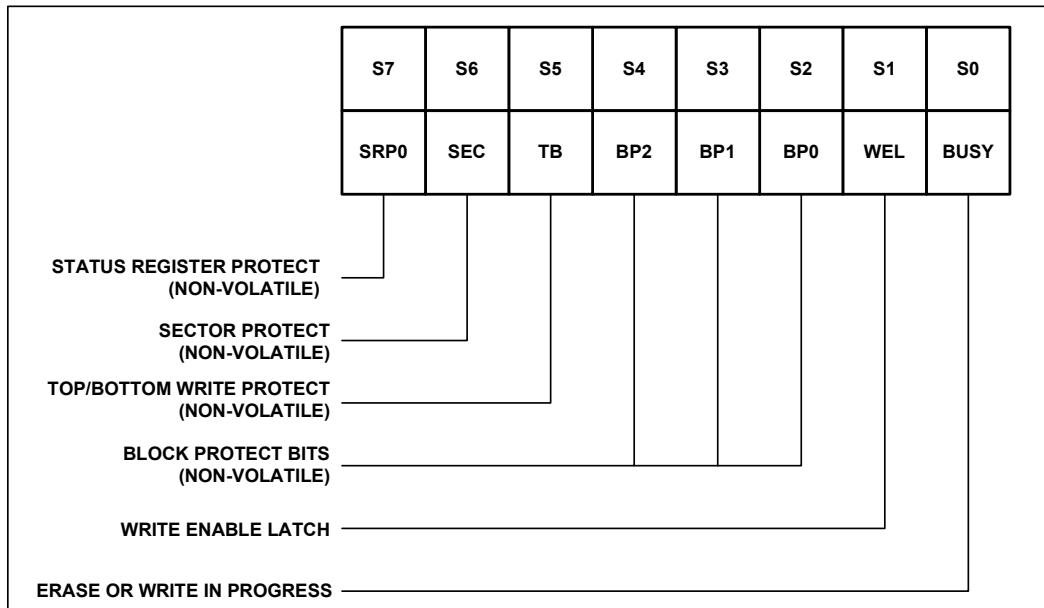 S7 S6 S5 S4 S3 S2 S1 S0
SRP0 SEC TB BP2 BP1 BP0 WEL BUSY
STATUS REGISTER PROTECT
(NON-VOLATILE)
SECTOR PROTECT
(NON-VOLATILE)
TOP/BOTTOM WRITE PROTECT
(NON-VOLATILE)
BLOCK PROTECT BITS
(NON-VOLATILE)
WRITE ENABLE LATCH
ERASE OR WRITE IN PROGRESS